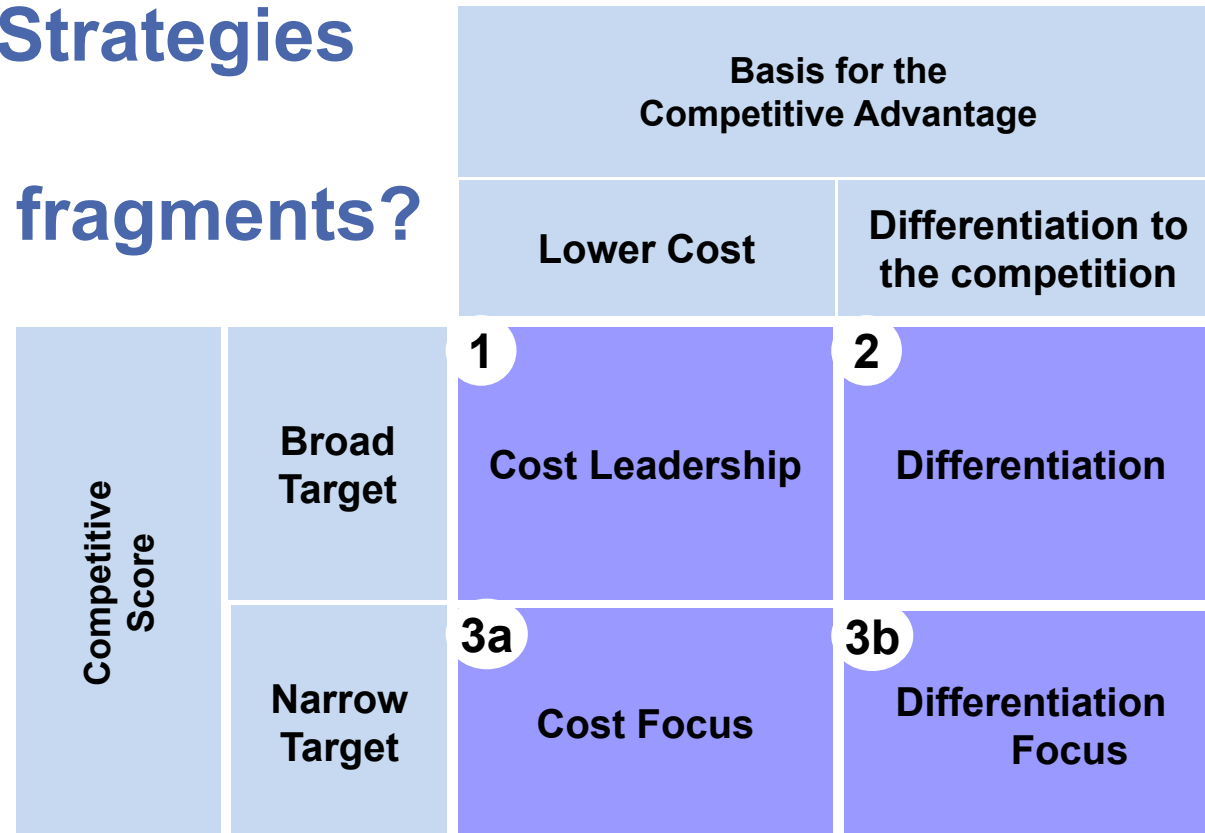 Strategies
fragments?
Basis for the
Competitive Advantage
Lower Cost
Differentiation to
the competition
Competitive
Score
Broad
Target
1
Cost Leadership
2
Differentiation
Narrow
Target
3a
Cost Focus
3b
Differentiation
Focus